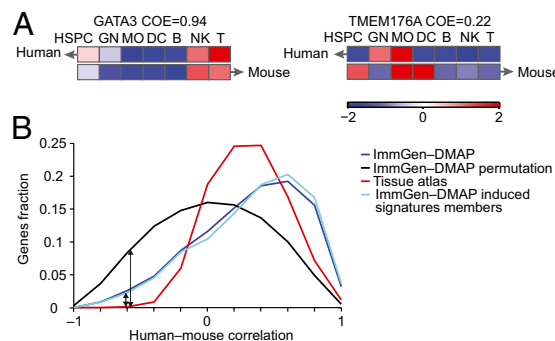 A
GATA3 COE=0.94
TMEM176A COE=0.22
HSPC GN MO DC B NK T
HSPC GN MO DC B NK T
Human
Mouse
Human
Mouse
−2 0 2
B
0.25
0.2
0.15
0.1
0.05
0
−1 0 1
Genes fraction
Human–mouse correlation
ImmGen–DMAP
ImmGen–DMAP permutation
Tissue atlas
ImmGen–DMAP induced
signatures members